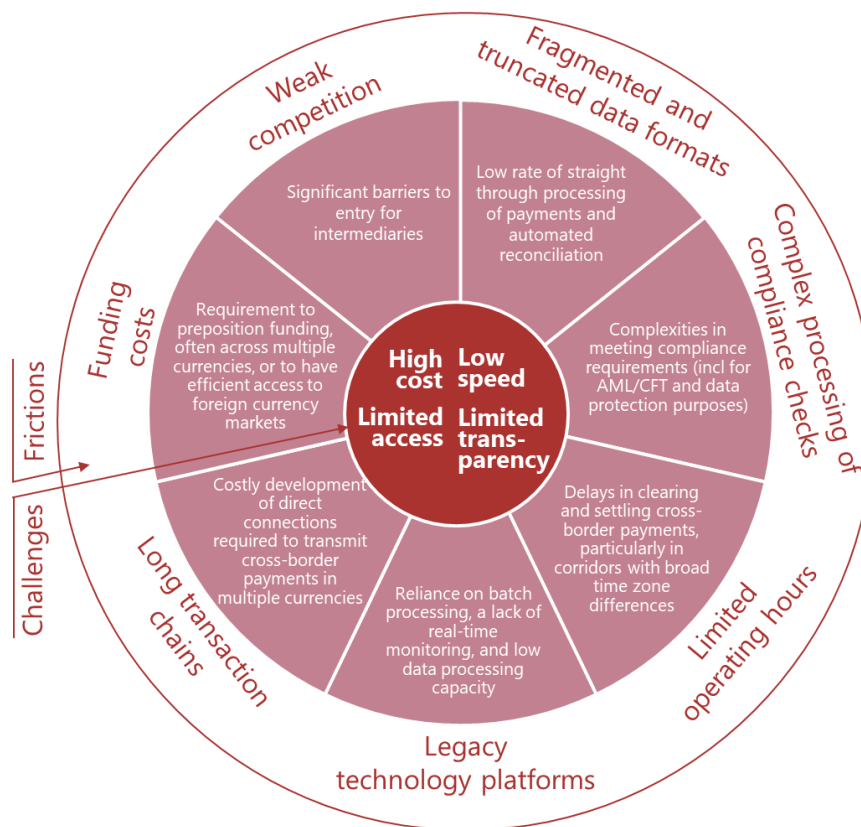 Weak
competition
Fragmented and
truncated data formats
Complex processing of
compliance checks
Limited
operating hours
Legacy
technology platforms
Long transaction
chains
Funding
costs
Frictions
Challenges
Significant barriers to
entry for
intermediaries
Low rate of straight
through processing
of payments and
automated
reconciliation
Complexities in
meeting compliance
requirements (incl for
AML/CFT and data
protection purposes)
Delays in clearing
and settling cross-
border payments,
particularly in
corridors with broad
time zone
differences
Reliance on batch
processing, a lack of
real-time
monitoring, and low
data processing
capacity
Costly development
of direct
connections
required to transmit
cross-border
payments in
multiple currencies
Requirement to
preposition funding,
often across multiple
currencies, or to have
efficient access to
foreign currency
markets
High
cost
Low
speed
Limited
access
Limited
trans-
parency